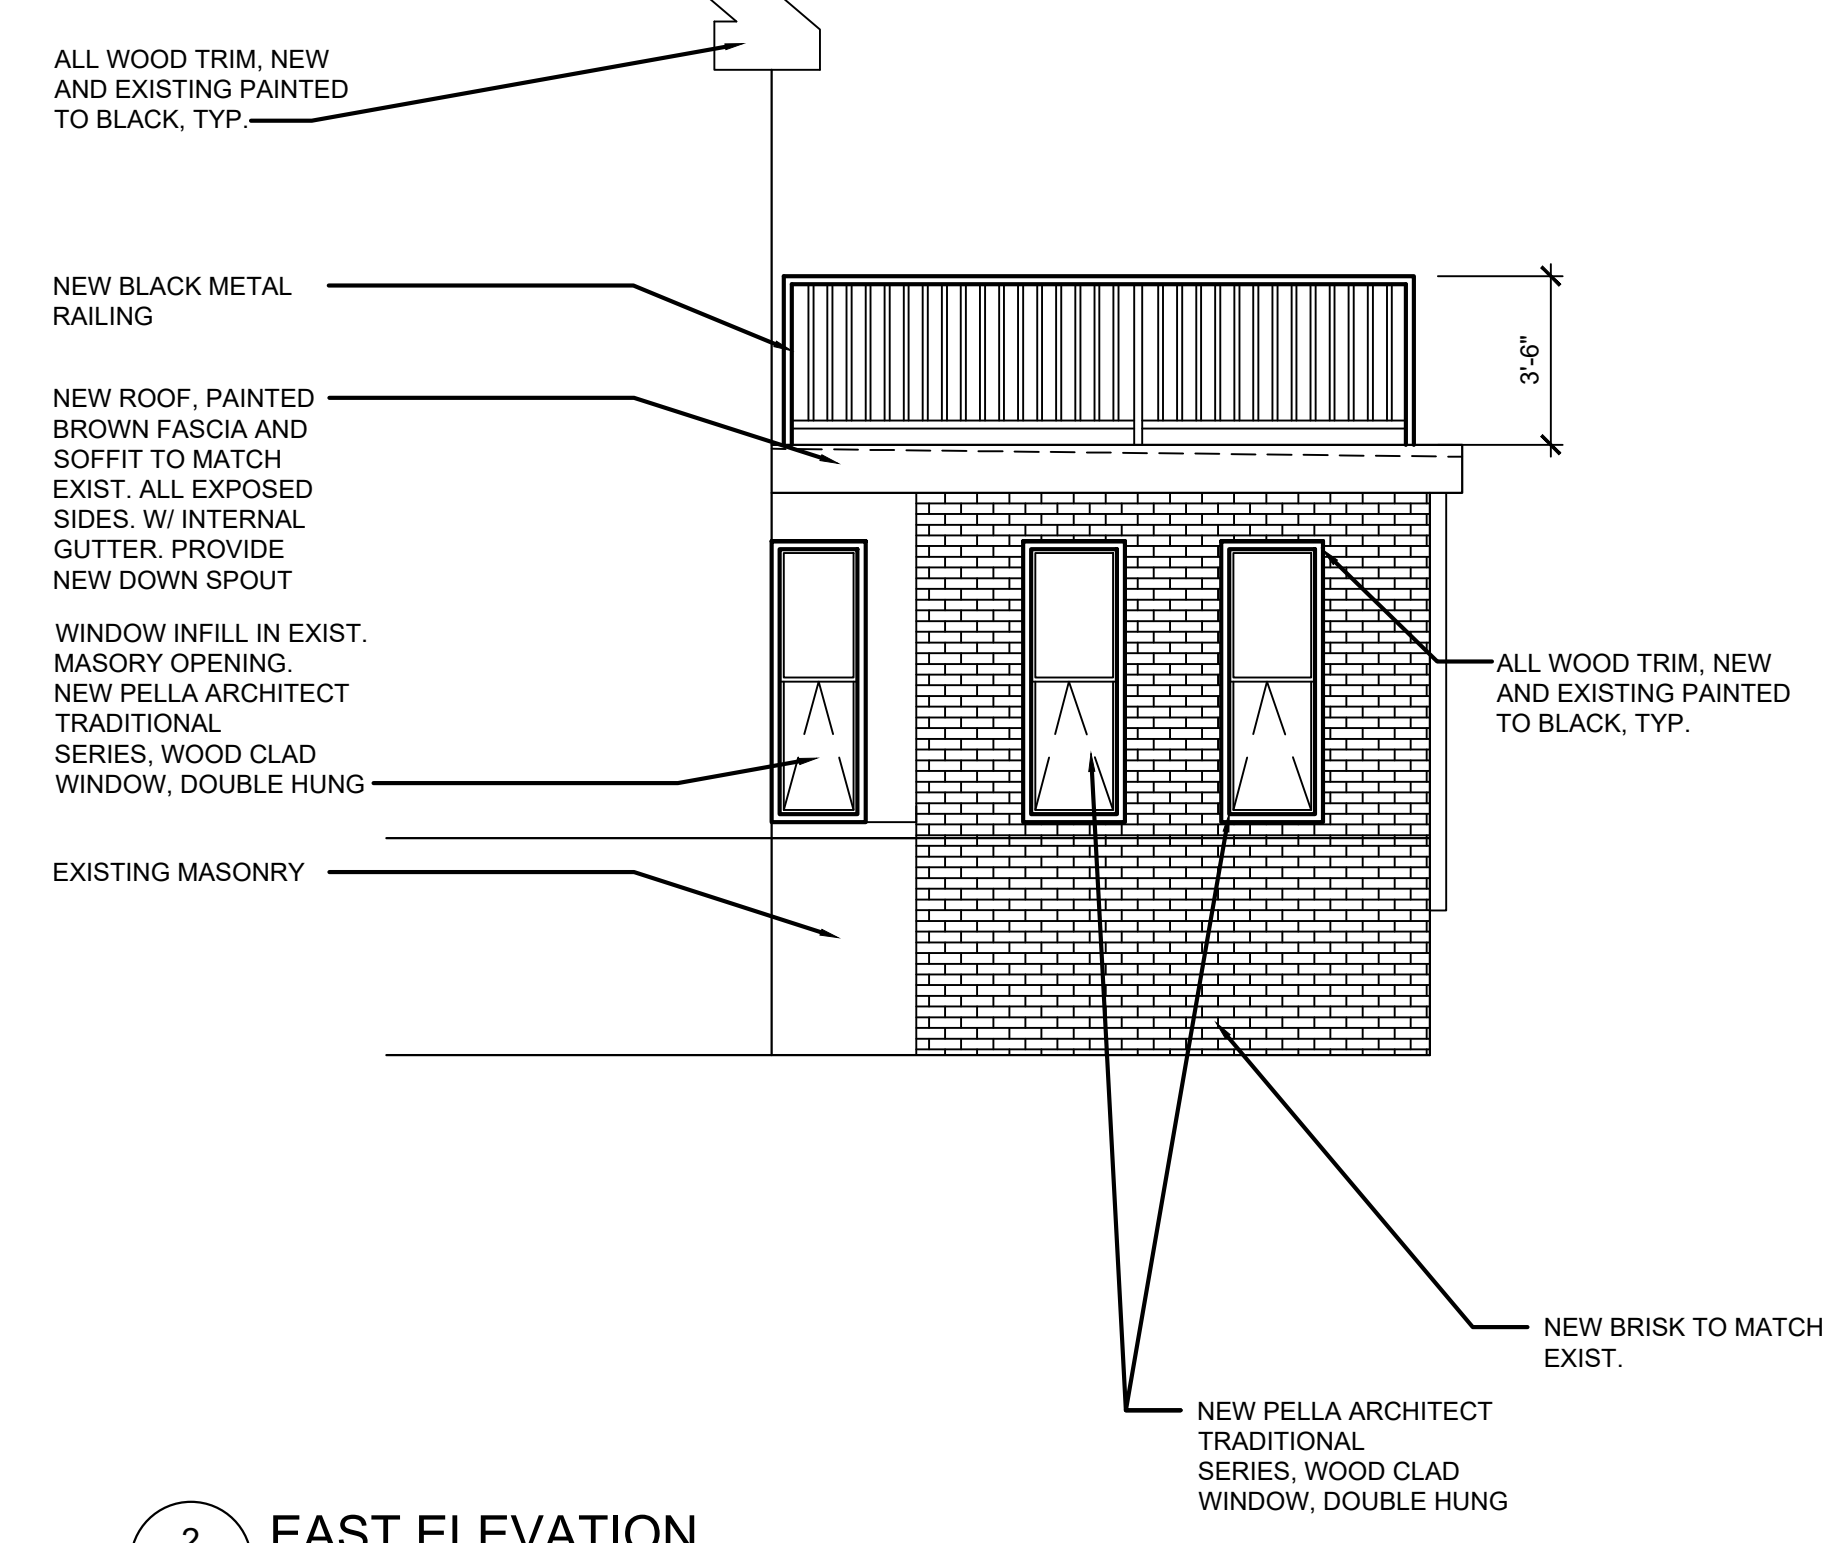 ALL WOOD TRIM, NEW
AND EXISTING PAINTED
TO BLACK, TYP.
NEW BLACK METAL
RAILING
3'-6"
NEW ROOF, PAINTED
BROWN FASCIA AND
SOFFIT TO MATCH
EXIST. ALL EXPOSED
SIDES. W/ INTERNAL
GUTTER. PROVIDE
NEW DOWN SPOUT
WINDOW INFILL IN EXIST.
MASORY OPENING.
NEW PELLA ARCHITECT
TRADITIONAL
SERIES, WOOD CLAD
WINDOW, DOUBLE HUNG
ALL WOOD TRIM, NEW
AND EXISTING PAINTED
TO BLACK, TYP.
EXISTING MASONRY
NEW BRISK TO MATCH
EXIST.
NEW PELLA ARCHITECT
TRADITIONAL
SERIES, WOOD CLAD
WINDOW, DOUBLE HUNG
2
EAST ELEVATION